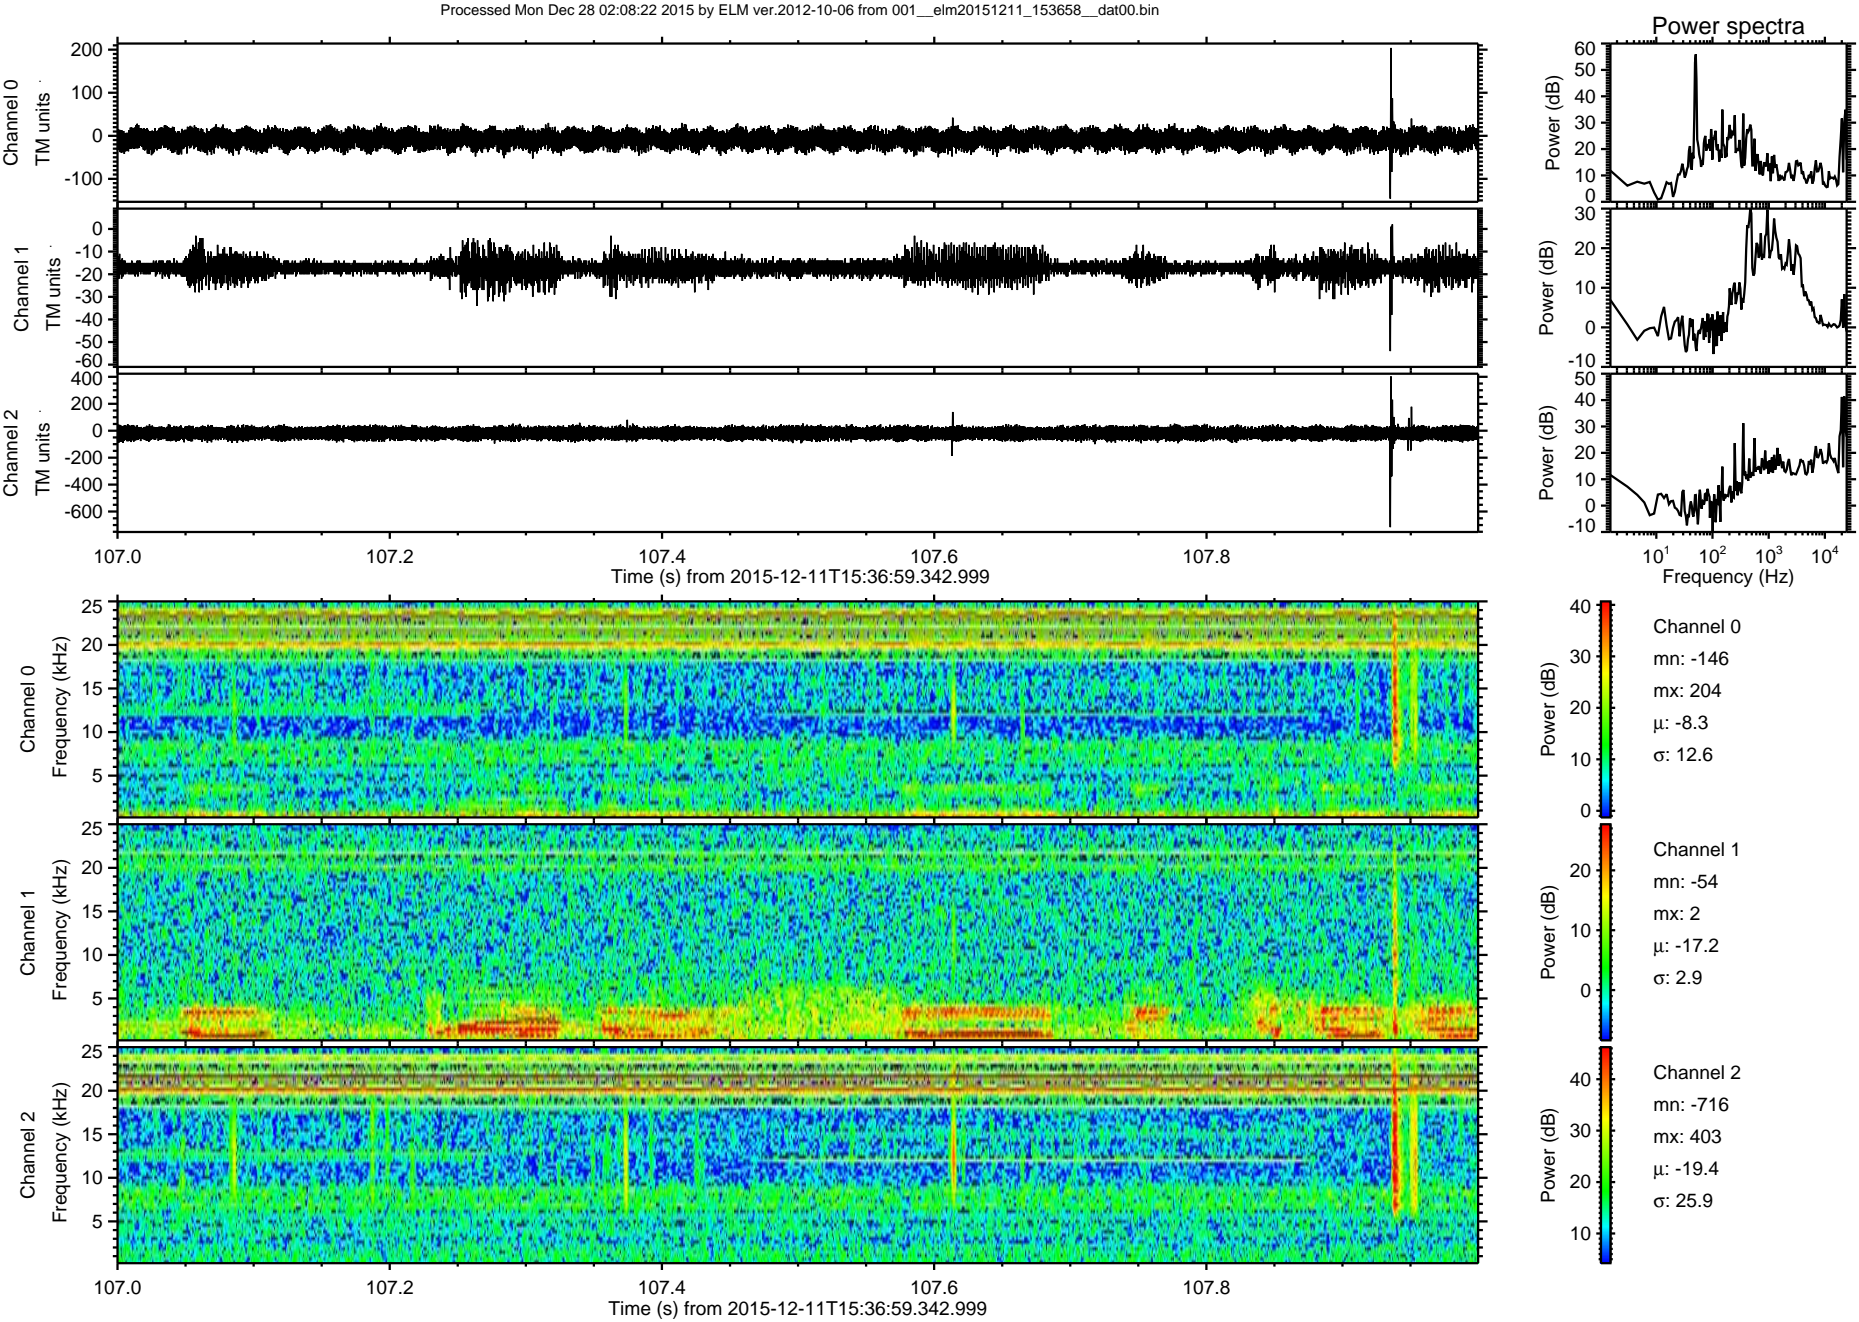 Processed Mon Dec 28 02:08:22 2015 by ELM ver.2012-10-06 from 001__elm20151211_153658__dat00.bin
Power spectra
Channel 0
TM units
200
100
0
-100
Power (dB)
60
50
40
30
20
10
0
Channel 1
TM units
0
-10
-20
-30
-40
-50
-60
Power (dB)
30
20
10
0
-10
Channel 2
TM units
400
200
0
-200
-400
-600
Power (dB)
50
40
30
20
10
0
-10
107.0 107.2 107.4 107.6 107.8
Time (s) from 2015-12-11T15:36:59.342.999
10^1 10^2 10^3 10^4
Frequency (Hz)
Channel 0
Frequency (kHz)
25
20
15
10
5
Power (dB)
40
30
20
10
0
Channel 0
mn: -146
mx: 204
μ: -8.3
σ: 12.6
Channel 1
Frequency (kHz)
25
20
15
10
5
Power (dB)
20
10
0
Channel 1
mn: -54
mx: 2
μ: -17.2
σ: 2.9
Channel 2
Frequency (kHz)
25
20
15
10
5
Power (dB)
40
30
20
10
Channel 2
mn: -716
mx: 403
μ: -19.4
σ: 25.9
107.0 107.2 107.4 107.6 107.8
Time (s) from 2015-12-11T15:36:59.342.999